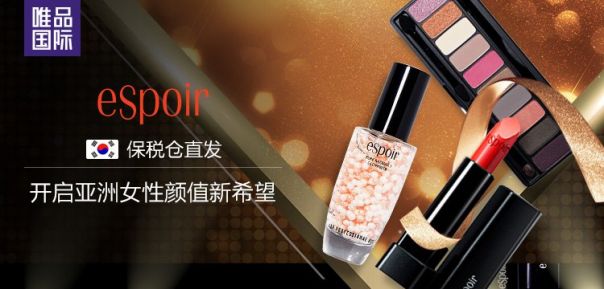 唯品
国际
espoir
保税仓直发
开启亚洲女性颜值新希望
espoir